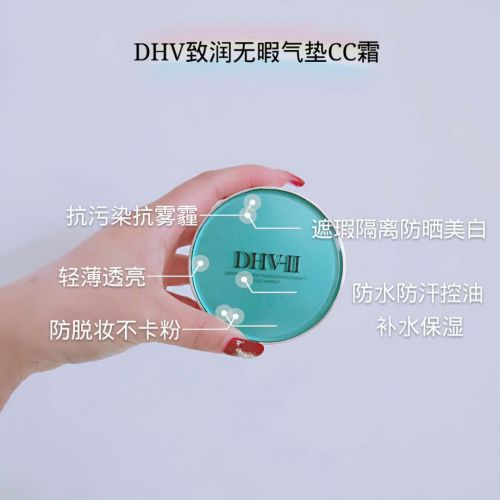 DHV致润无暇气垫CC霜
抗污染抗雾霾
遮瑕隔离防晒美白
DHV-III
轻薄透亮
防水防汗控油
补水保湿
防脱妆不卡粉